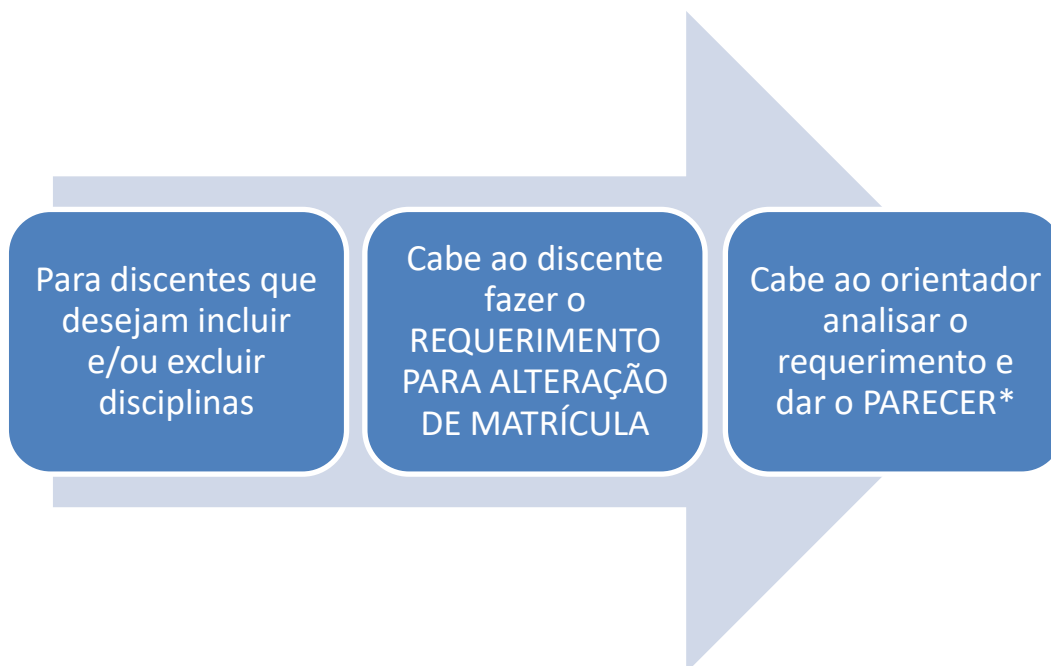 Para discentes que
desejam incluir
e/ou excluir
disciplinas
Cabe ao discente
fazer o
REQUERIMENTO
PARA ALTERAÇÃO
DE MATRÍCULA
Cabe ao orientador
analisar o
requerimento e
dar o PARECER*